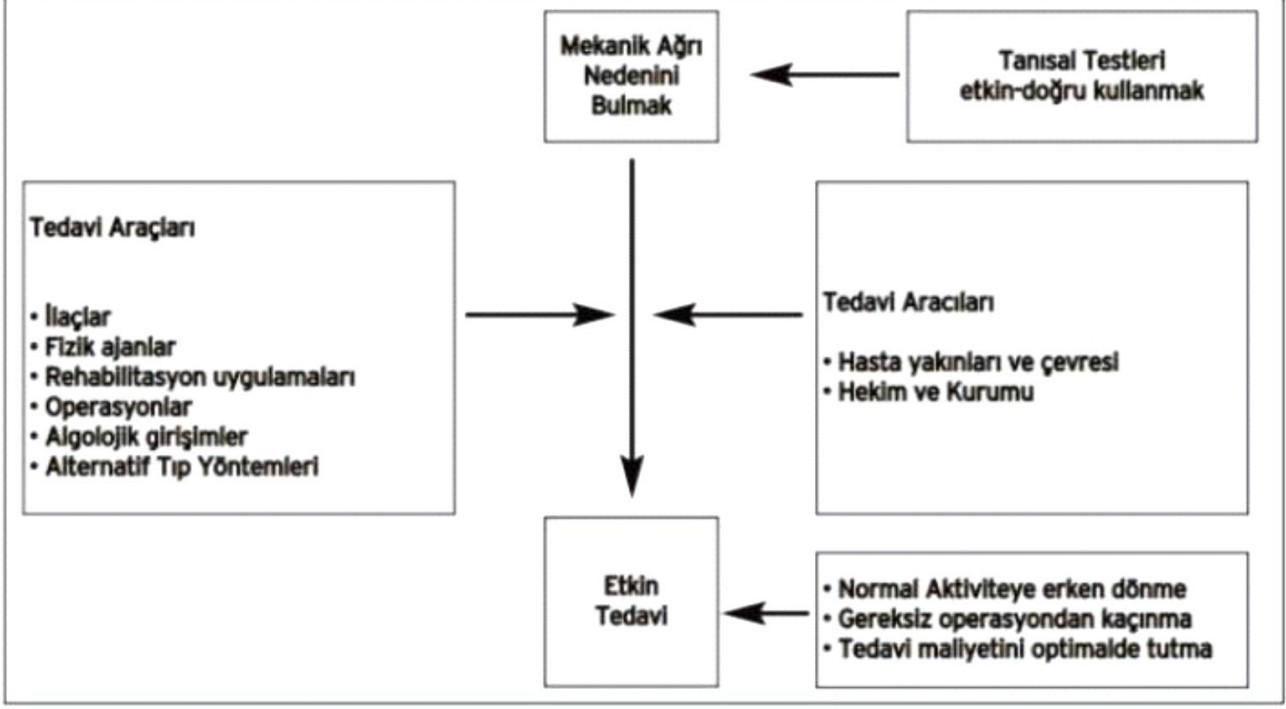 Mekanik Ağrı
Nedenini
Bulmak
Tanısal Testleri
etkin-doğru kullanmak
Tedavi Araçları
• İlaçlar
• Fizik ajanlar
• Rehabilitasyon uygulamaları
• Operasyonlar
• Algolojik girişimler
• Alternatif Tıp Yöntemleri
Tedavi Aracıları
• Hasta yakınları ve çevresi
• Hekim ve Kurumu
Etkin
Tedavi
• Normal Aktiviteye erken dönme
• Gereksiz operasyondan kaçınma
• Tedavi maliyetini optimalde tutma